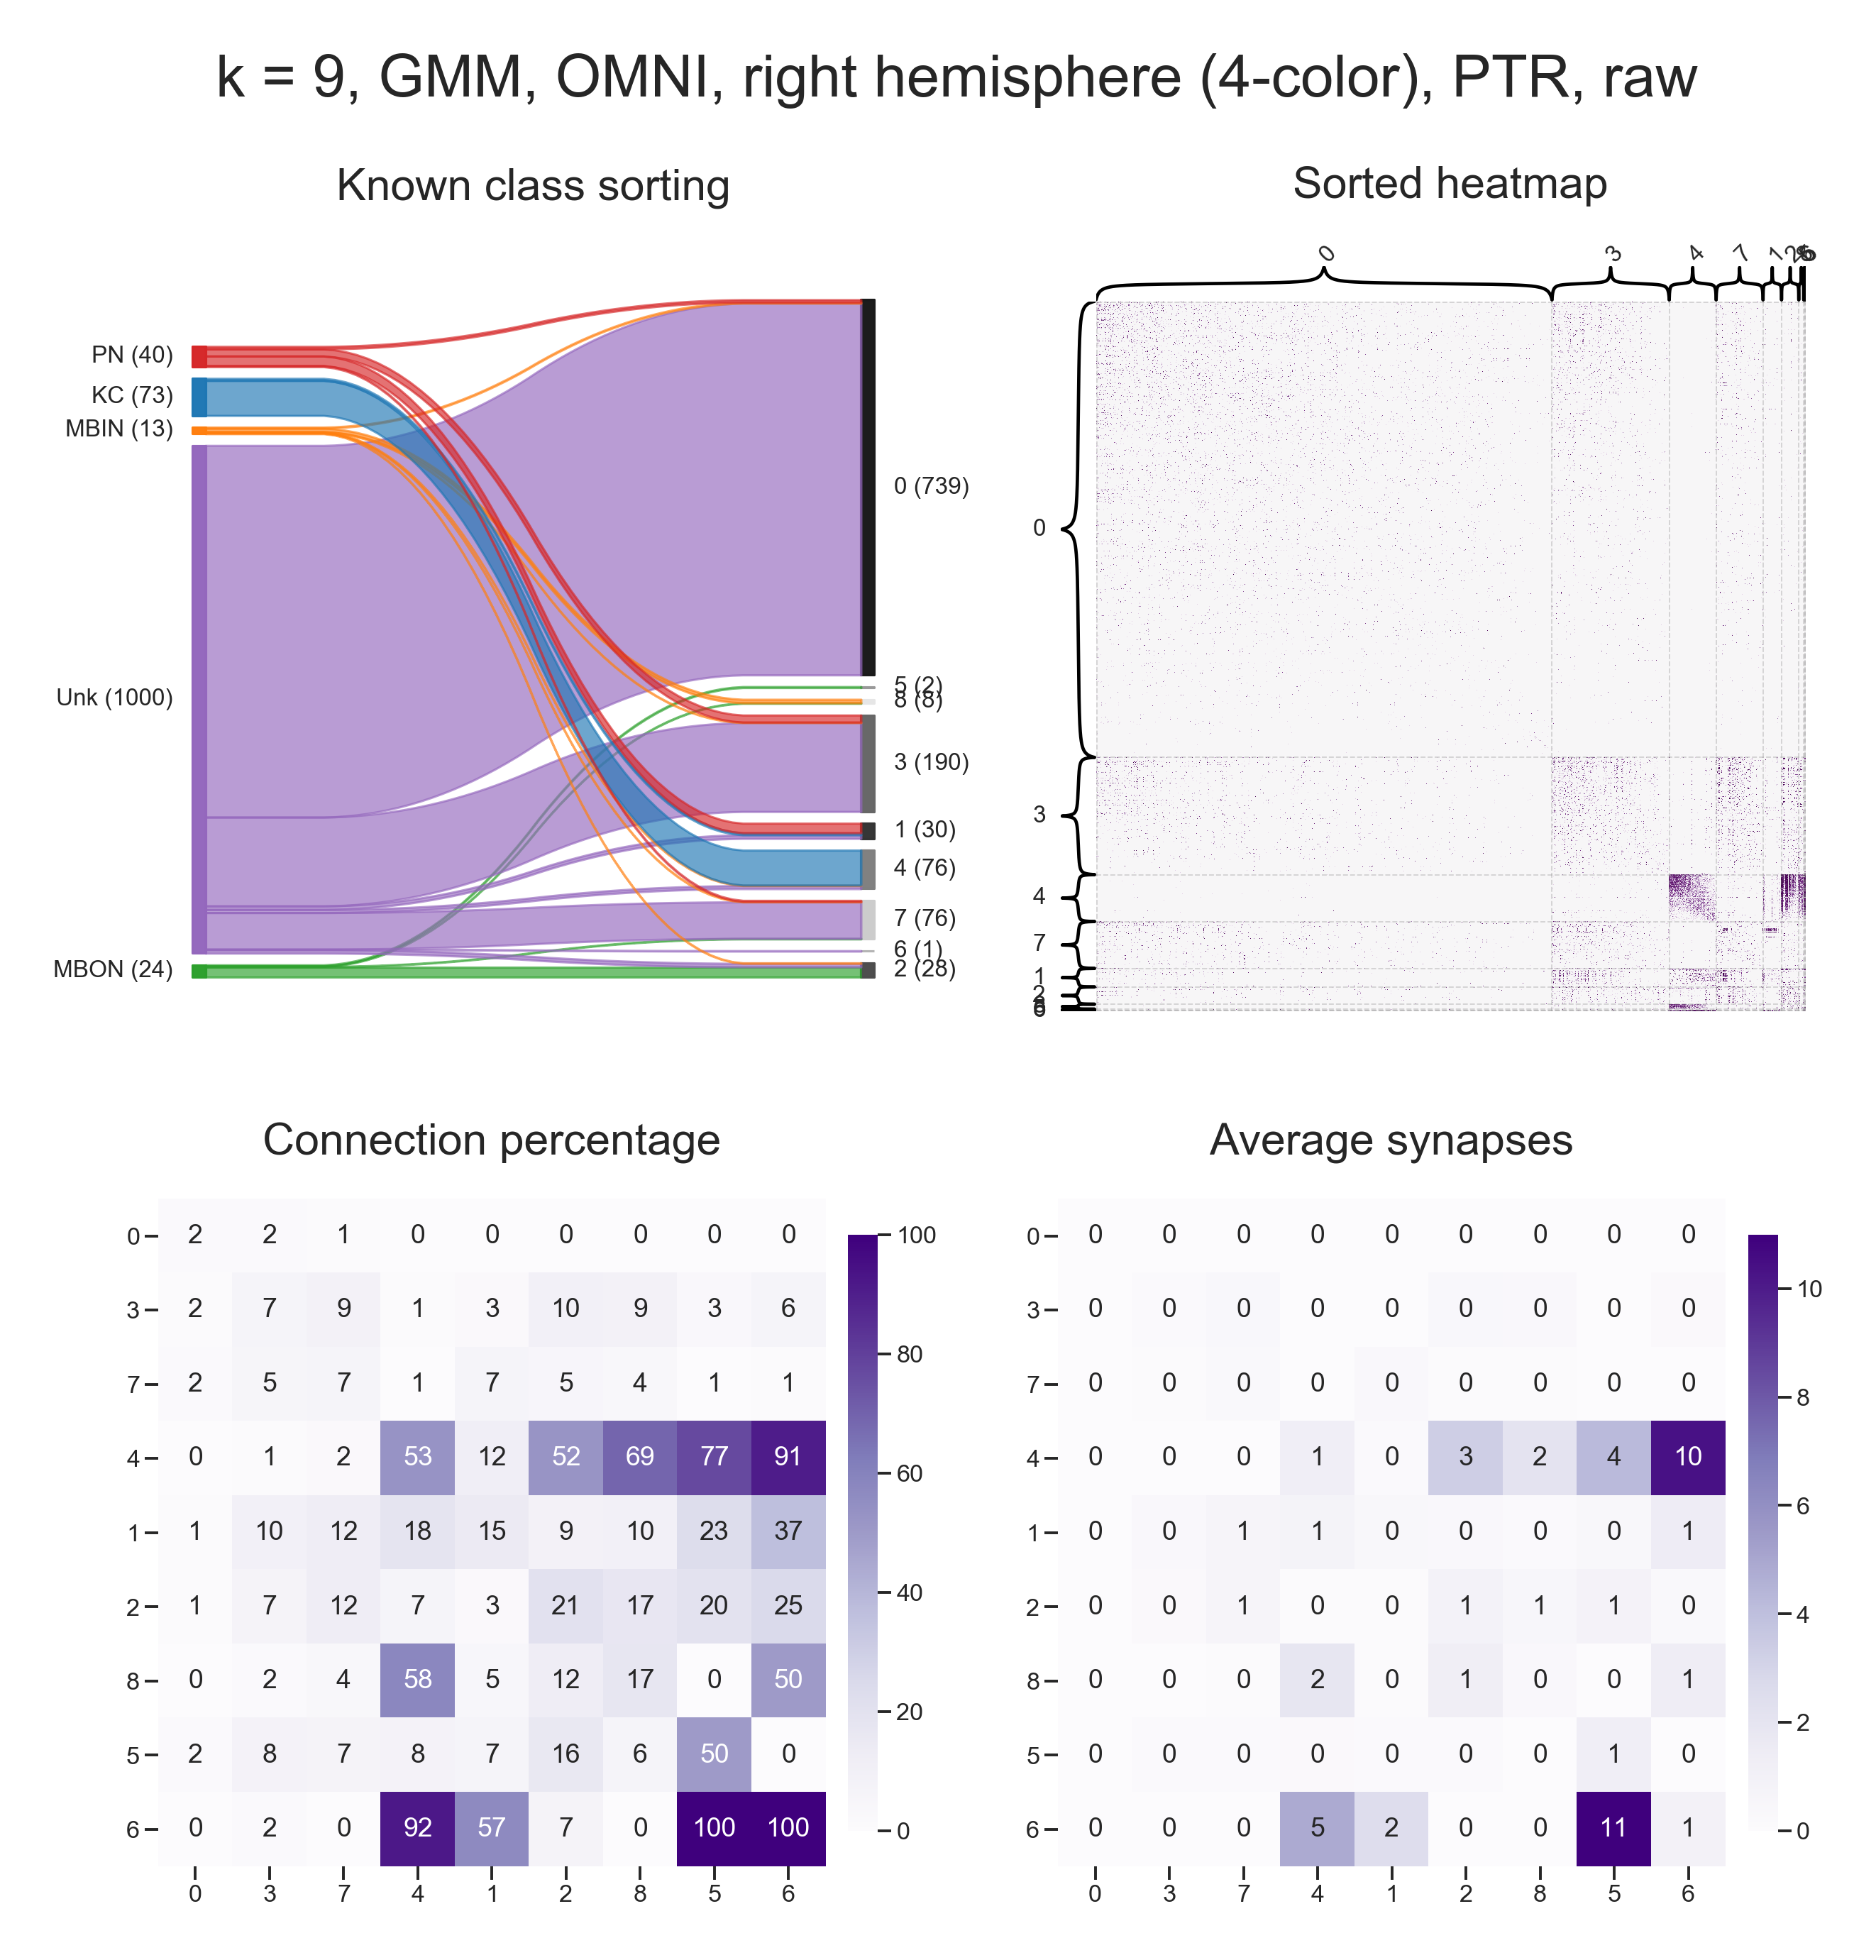 k = 9, GMM, OMNI, right hemisphere (4-color), PTR, raw
Known class sorting
PN (40)
KC (73)
MBIN (13)
Unk (1000)
MBON (24)
0 (739)
5 (2)
8 (8)
3 (190)
1 (30)
4 (76)
7 (76)
6 (1)
2 (28)
Sorted heatmap
0 3 4 7 1 2
0
3
4
7
1
2
Connection percentage
0 2 2 1 0 0 0 0 0 0
3 2 7 9 1 3 10 9 3 6
7 2 5 7 1 7 5 4 1 1
4 0 1 2 53 12 52 69 77 91
1 1 10 12 18 15 9 10 23 37
2 1 7 12 7 3 21 17 20 25
8 0 2 4 58 5 12 17 0 50
5 2 8 7 8 7 16 6 50 0
6 0 2 0 92 57 7 0 100 100
0 3 7 4 1 2 8 5 6
100
80
60
40
20
0
Average synapses
0 0 0 0 0 0 0 0 0 0
3 0 0 0 0 0 0 0 0 0
7 0 0 0 0 0 0 0 0 0
4 0 0 0 1 0 3 2 4 10
1 0 0 1 1 0 0 0 0 1
2 0 0 1 0 0 1 1 1 0
8 0 0 0 2 0 1 0 0 1
5 0 0 0 0 0 0 0 1 0
6 0 0 0 5 2 0 0 11 1
0 3 7 4 1 2 8 5 6
10
8
6
4
2
0